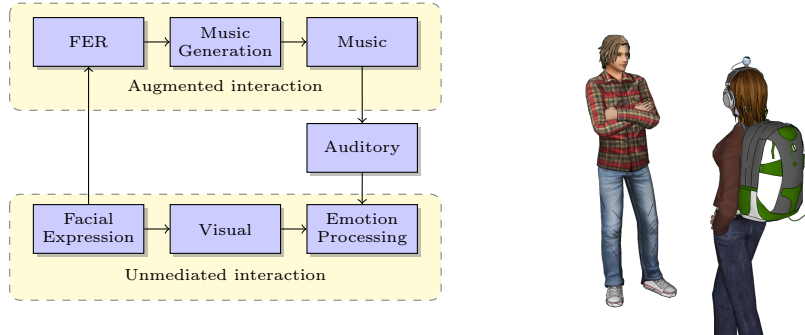 FER
Music
Generation
Music
Augmented interaction
Auditory
Facial
Expression
Visual
Emotion
Processing
Unmediated interaction